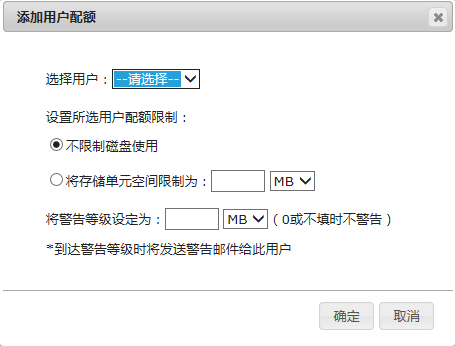 添加用户配额
选择用户：--请选择--
设置所选用户配额限制：
不限制磁盘使用
将存储单元空间限制为： MB
将警告等级设定为： MB （0或不填时不警告）
*到达警告等级时将发送警告邮件给此用户
确定 取消